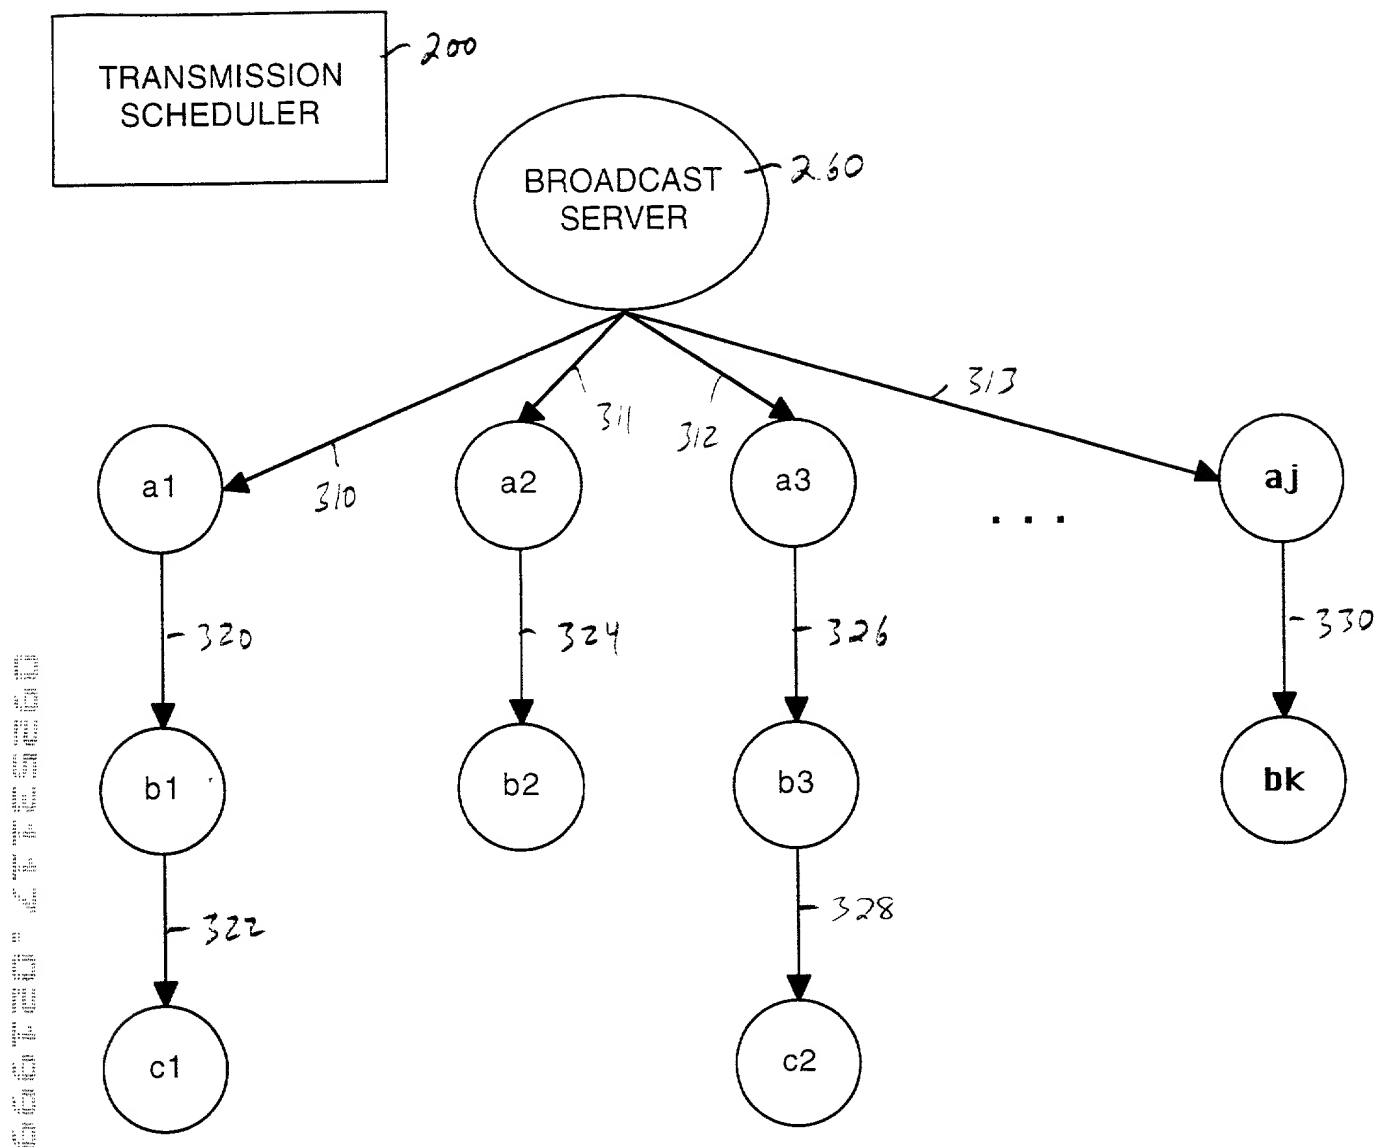 TRANSMISSION
SCHEDULER
200
BROADCAST
SERVER
260
310
311
312
313
a1
a2
a3
. . .
aj
320
324
326
330
b1
b2
b3
bk
322
328
c1
c2